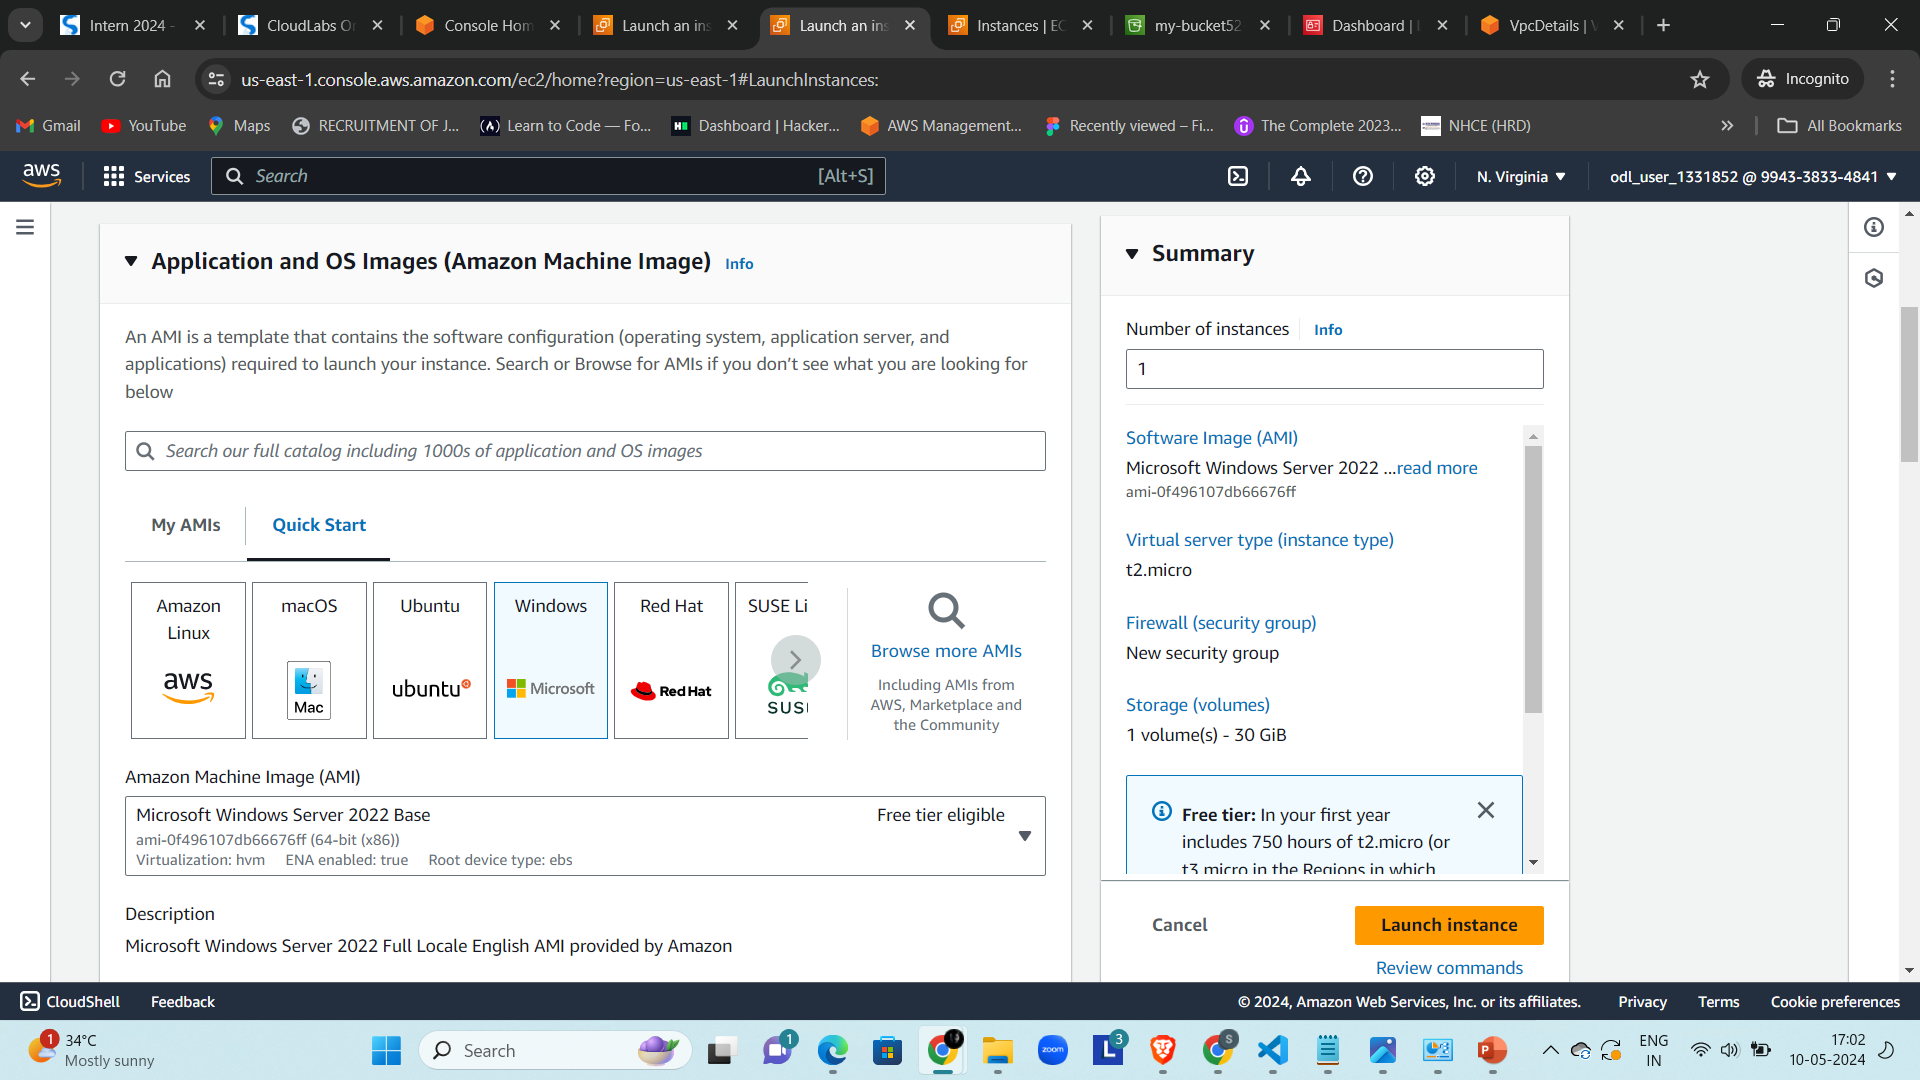 Intern 2024 -
CloudLabs O
Console Hom
Launch an ins
Launch an ins
Instances | EC
my-bucket52
Dashboard |
VpcDetails | V
us-east-1.console.aws.amazon.com/ec2/home?region=us-east-1#LaunchInstances:
Incognito
Gmail
YouTube
Maps
RECRUITMENT OF J...
Learn to Code — Fo...
Dashboard | Hacker...
AWS Management...
Recently viewed – Fi...
The Complete 2023...
NHCE (HRD)
All Bookmarks
aws
Services
Search
[Alt+S]
N. Virginia
odl_user_1331852 @ 9943-3833-4841
Application and OS Images (Amazon Machine Image) Info
An AMI is a template that contains the software configuration (operating system, application server, and
applications) required to launch your instance. Search or Browse for AMIs if you don’t see what you are looking for
below
Search our full catalog including 1000s of application and OS images
My AMIs
Quick Start
Amazon
Linux
aws
macOS
Mac
Ubuntu
ubuntu
Windows
Microsoft
Red Hat
Red Hat
SUSE Li
SUS
Browse more AMIs
Including AMIs from
AWS, Marketplace and
the Community
Amazon Machine Image (AMI)
Microsoft Windows Server 2022 Base
Free tier eligible
ami-0f496107db66676ff (64-bit (x86))
Virtualization: hvm ENA enabled: true Root device type: ebs
Description
Microsoft Windows Server 2022 Full Locale English AMI provided by Amazon
Summary
Number of instances Info
1
Software Image (AMI)
Microsoft Windows Server 2022 ...read more
ami-0f496107db66676ff
Virtual server type (instance type)
t2.micro
Firewall (security group)
New security group
Storage (volumes)
1 volume(s) - 30 GiB
Free tier: In your first year
includes 750 hours of t2.micro (or
t3.micro in the Regions in which
Cancel
Launch instance
Review commands
CloudShell
Feedback
© 2024, Amazon Web Services, Inc. or its affiliates.
Privacy
Terms
Cookie preferences
1
34°C
Mostly sunny
Search
1
zoom
L
3
S
P
ENG
IN
17:02
10-05-2024